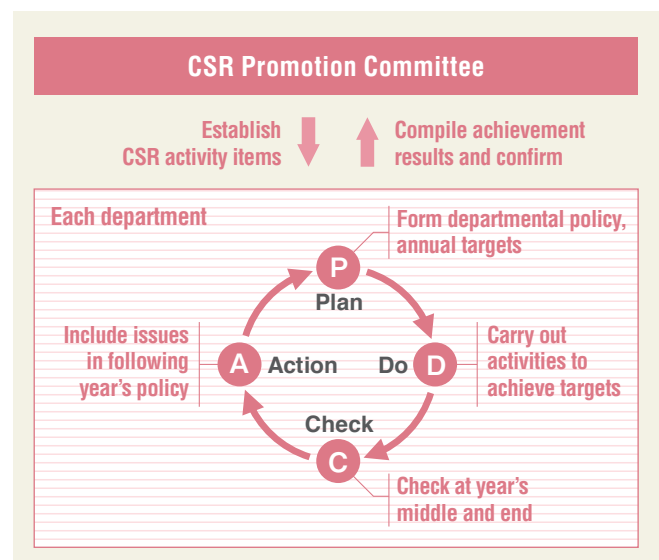 CSR Promotion Committee
Establish
CSR activity items
Compile achievement
results and confirm
Each department
Form departmental policy,
annual targets
P
Plan
Include issues
in following
year's policy
A
Action
Do
D
Carry out
activities to
achieve targets
Check
C
Check at year's
middle and end